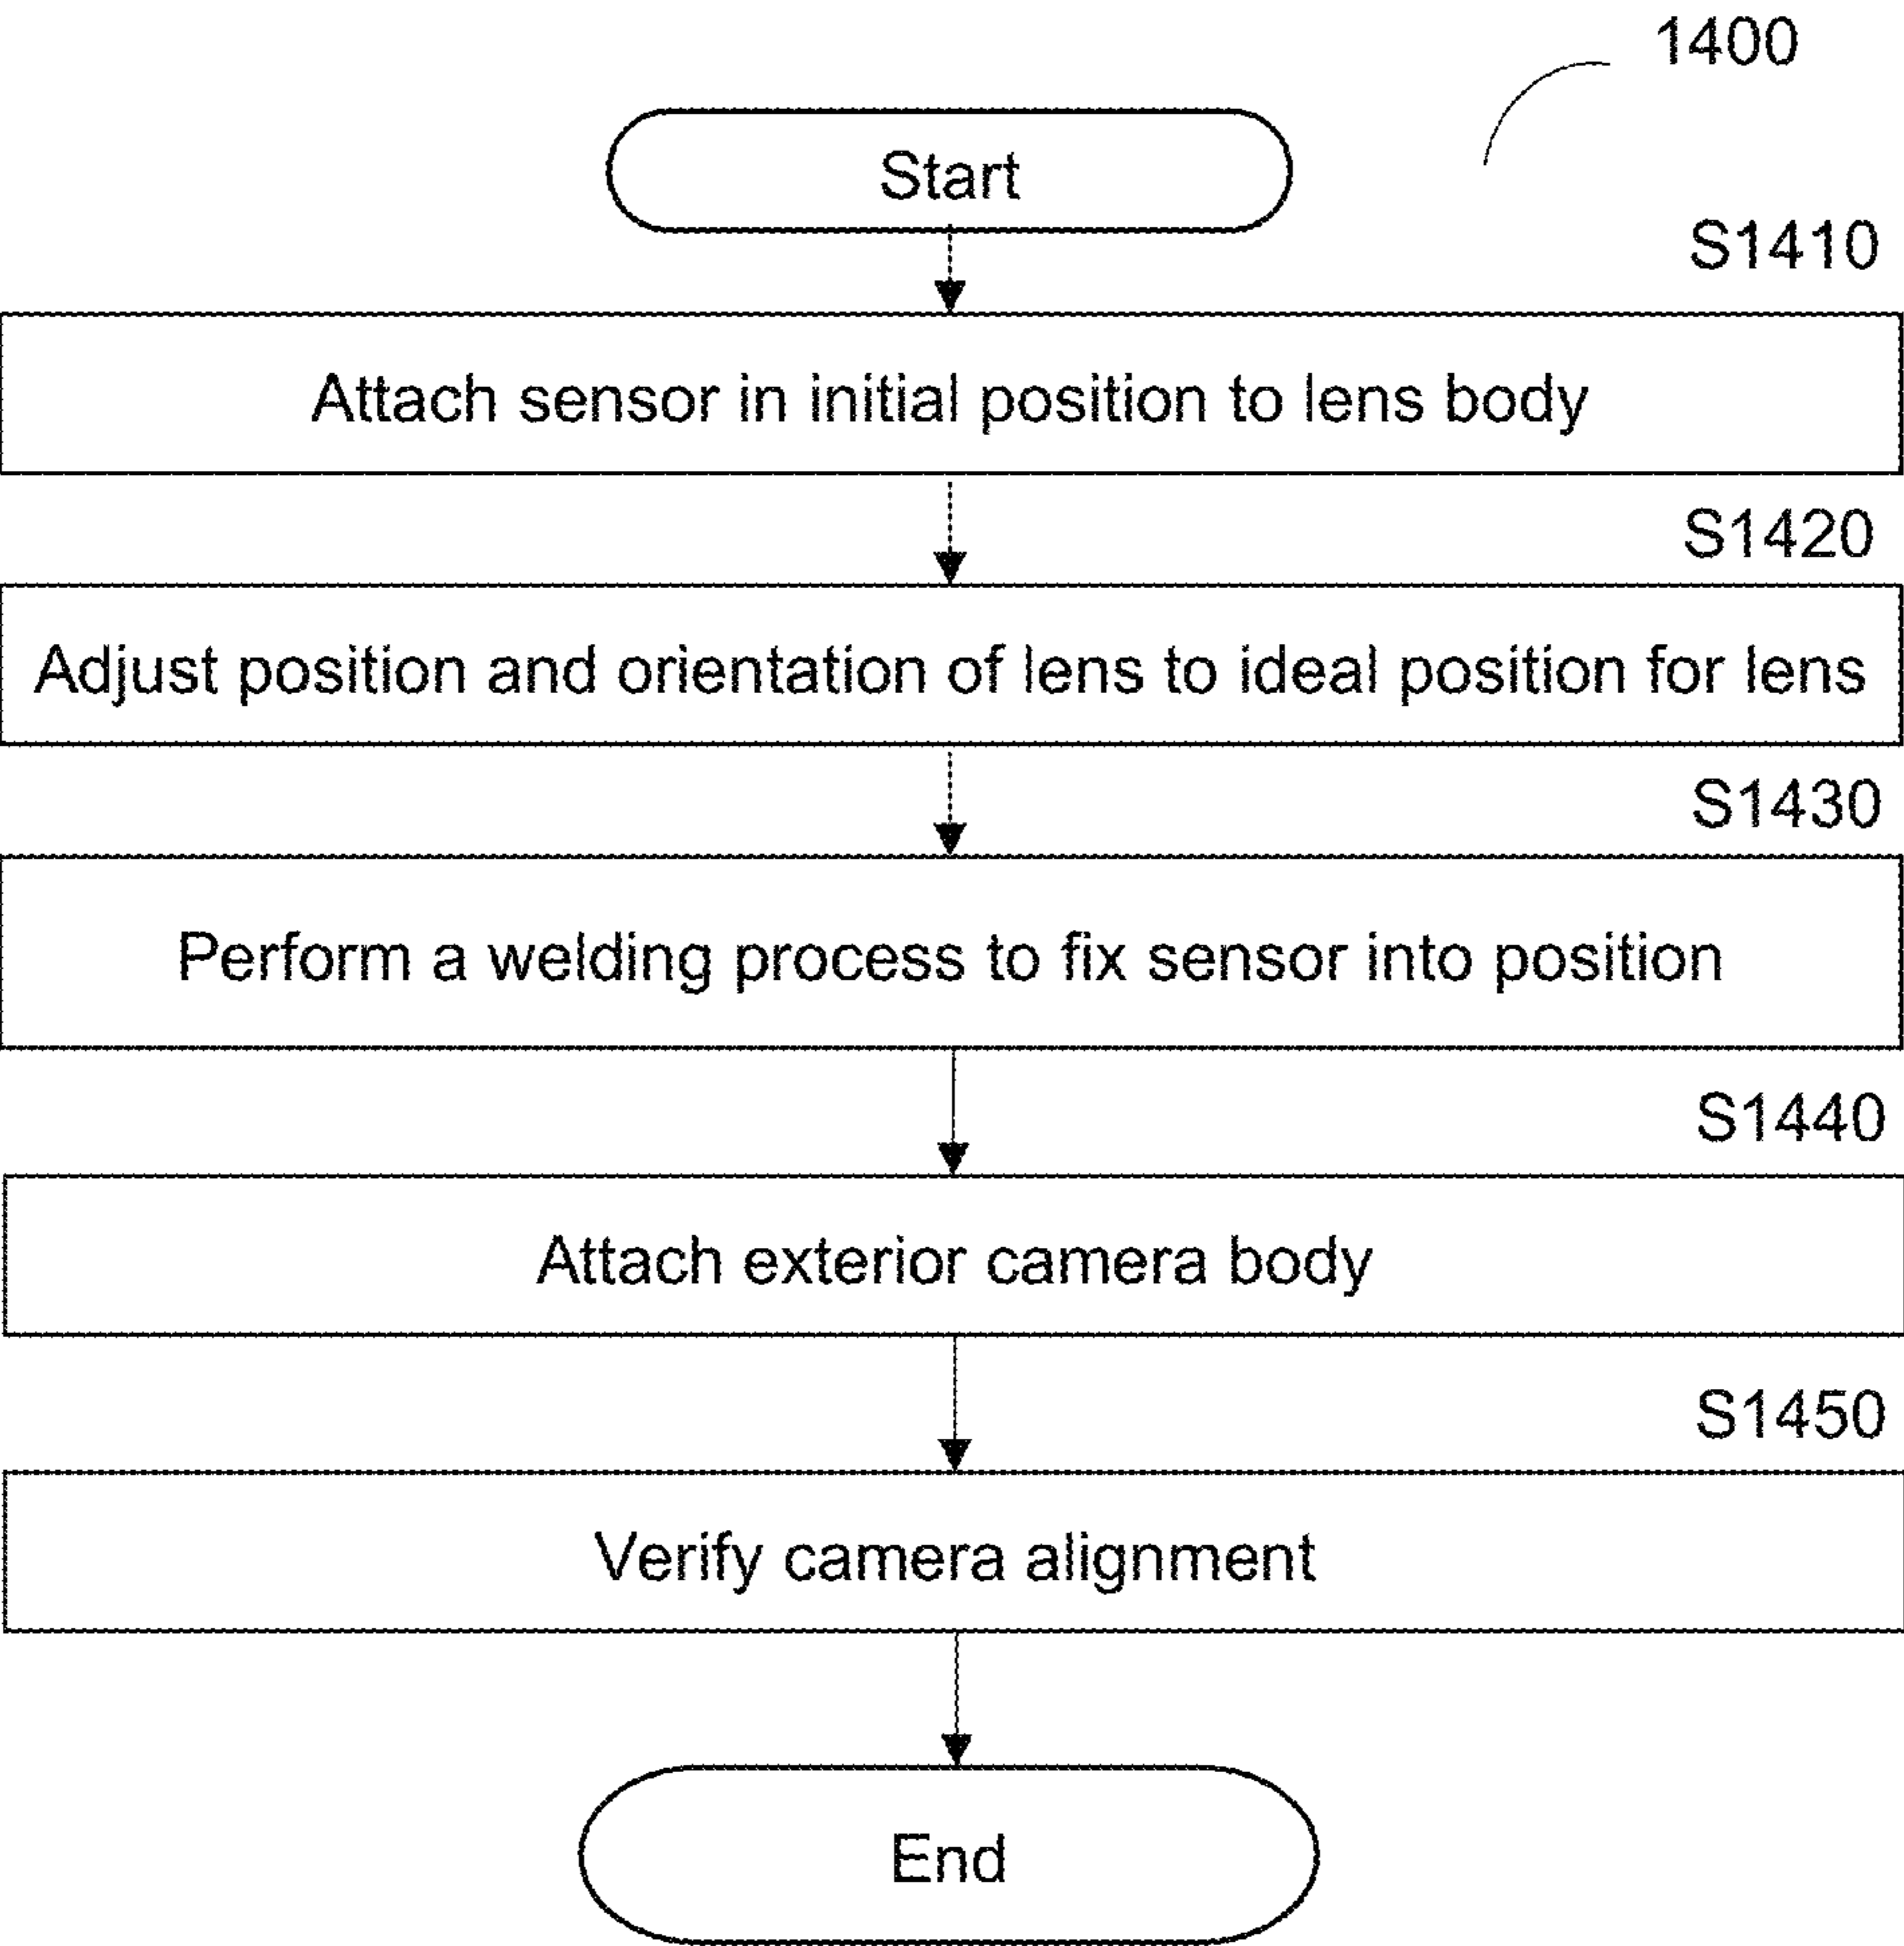 1400
Start
S1410
Attach sensor in initial position to lens body
S1420
Adjust position and orientation of lens to ideal position for lens
S1430
Perform a welding process to fix sensor into position
S1440
Attach exterior camera body
S1450
Verify camera alignment
End